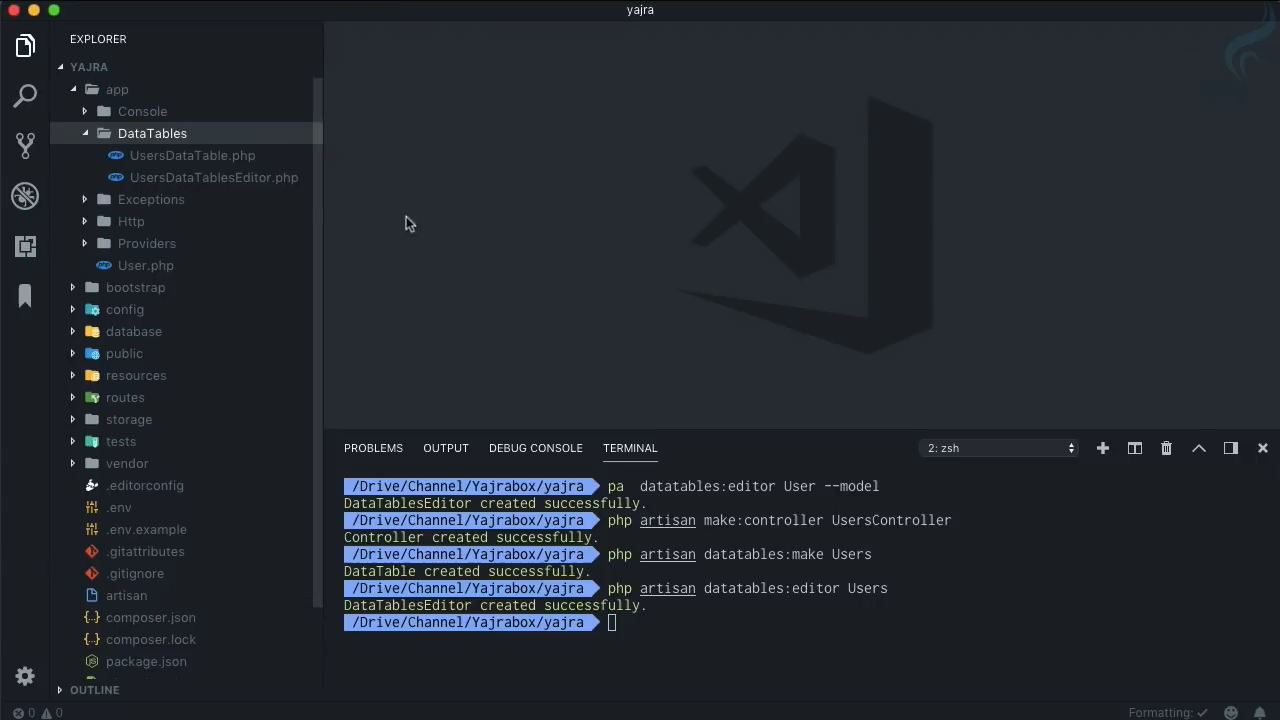 yajra
EXPLORER
YAJRA
app
Console
DataTables
UsersDataTable.php
UsersDataTablesEditor.php
Exceptions
Http
Providers
User.php
bootstrap
config
database
public
resources
routes
storage
tests
vendor
.editorconfig
.env
.env.example
.gitattributes
.gitignore
artisan
composer.json
composer.lock
package.json
OUTLINE
PROBLEMS OUTPUT DEBUG CONSOLE TERMINAL 2: zsh
/Drive/Channel/Yajrabox/yajra pa  datatables:editor User --model
DataTablesEditor created successfully.
/Drive/Channel/Yajrabox/yajra php artisan make:controller UsersController
Controller created successfully.
/Drive/Channel/Yajrabox/yajra php artisan datatables:make Users
DataTable created successfully.
/Drive/Channel/Yajrabox/yajra php artisan datatables:editor Users
DataTablesEditor created successfully.
/Drive/Channel/Yajrabox/yajra
0 0 Formatting: ✓